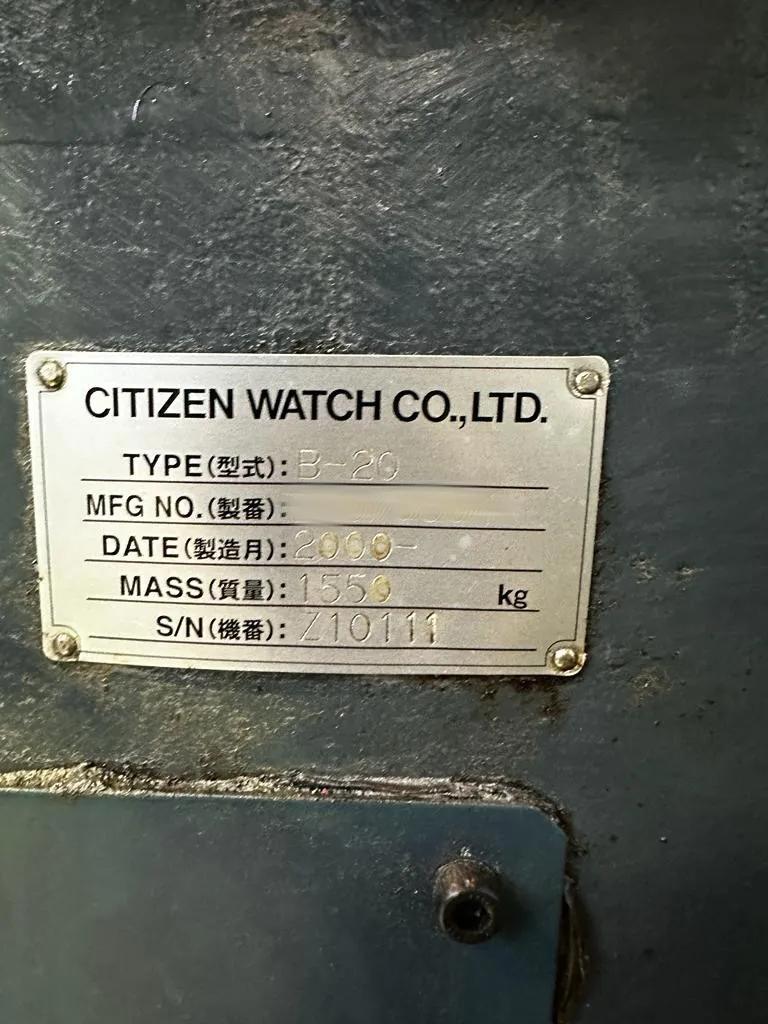 CITIZEN WATCH CO.,LTD.
TYPE(型式): B-20
MFG NO.(製番):
DATE(製造月): 2000-
MASS(質量): 1550 kg
S/N(機番): Z10111